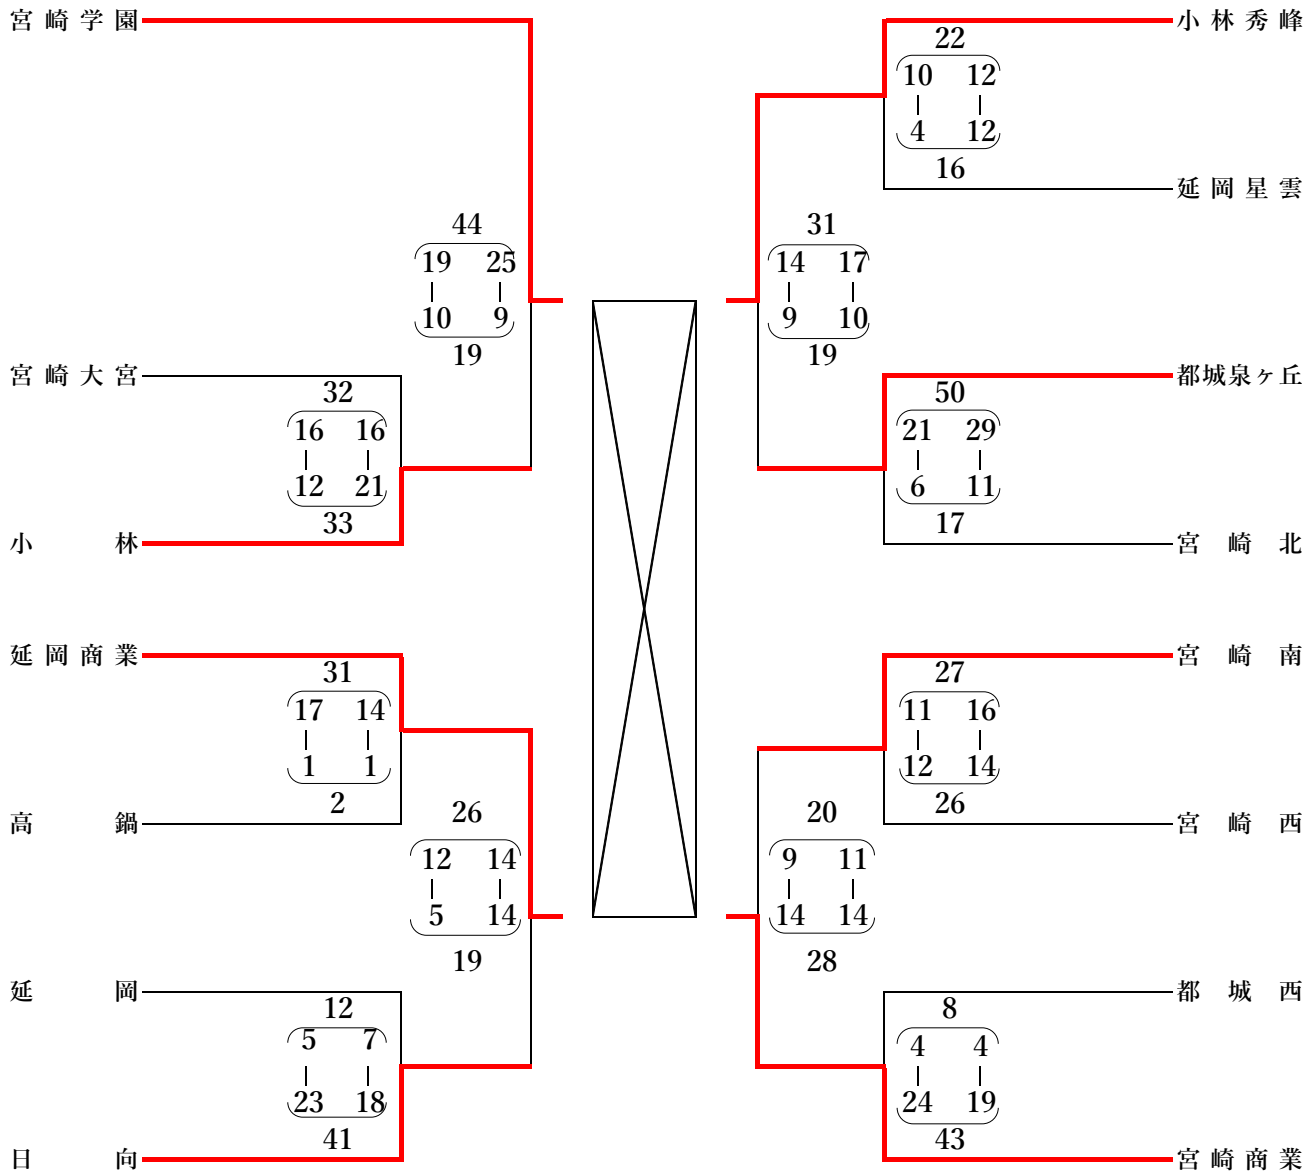 宮崎学園
44
19 25
10 9
19
宮崎大宮
32
16 16
12 21
33
小林
延岡商業
31
17 14
1 1
2
高鍋
26
12 14
5 14
19
延岡
12
5 7
23 18
41
日向
小林秀峰
22
10 12
4 12
16
延岡星雲
31
14 17
9 10
19
都城泉ヶ丘
50
21 29
6 11
17
宮崎北
宮崎南
27
11 16
12 14
26
宮崎西
20
9 11
14 14
28
都城西
8
4 4
24 19
43
宮崎商業